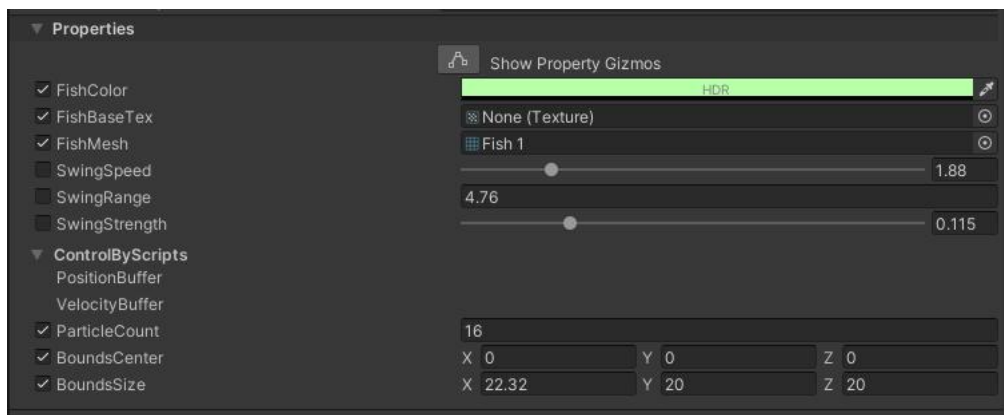 Properties
Show Property Gizmos
FishColor HDR
FishBaseTex None (Texture)
FishMesh Fish 1
SwingSpeed 1.88
SwingRange 4.76
SwingStrength 0.115
ControlByScripts
PositionBuffer
VelocityBuffer
ParticleCount 16
BoundsCenter X 0 Y 0 Z 0
BoundsSize X 22.32 Y 20 Z 20